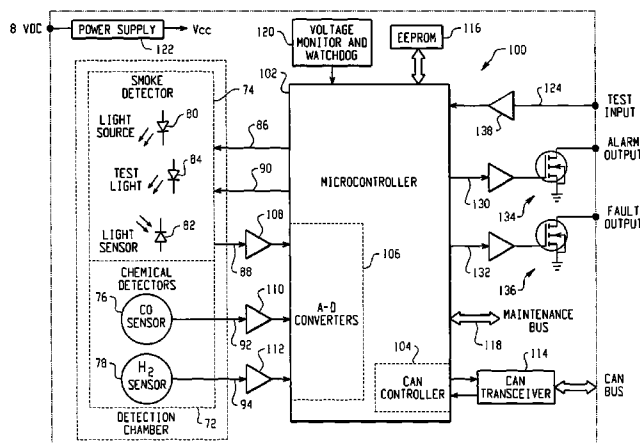 8 VDC
POWER SUPPLY
Vcc
122
120
VOLTAGE
MONITOR AND
WATCHDOG
EEPROM
116
100
102
SMOKE
DETECTOR
74
LIGHT
SOURCE
80
86
TEST
LIGHT
84
90
LIGHT
SENSOR
82
88
108
MICROCONTROLLER
124
TEST
INPUT
138
ALARM
OUTPUT
130
134
FAULT
OUTPUT
132
136
106
A-D
CONVERTERS
CHEMICAL
DETECTORS
76
CO
SENSOR
92
110
78
H2
SENSOR
94
112
72
DETECTION
CHAMBER
MAINTENANCE
BUS
118
104
CAN
CONTROLLER
114
CAN
TRANSCEIVER
CAN
BUS